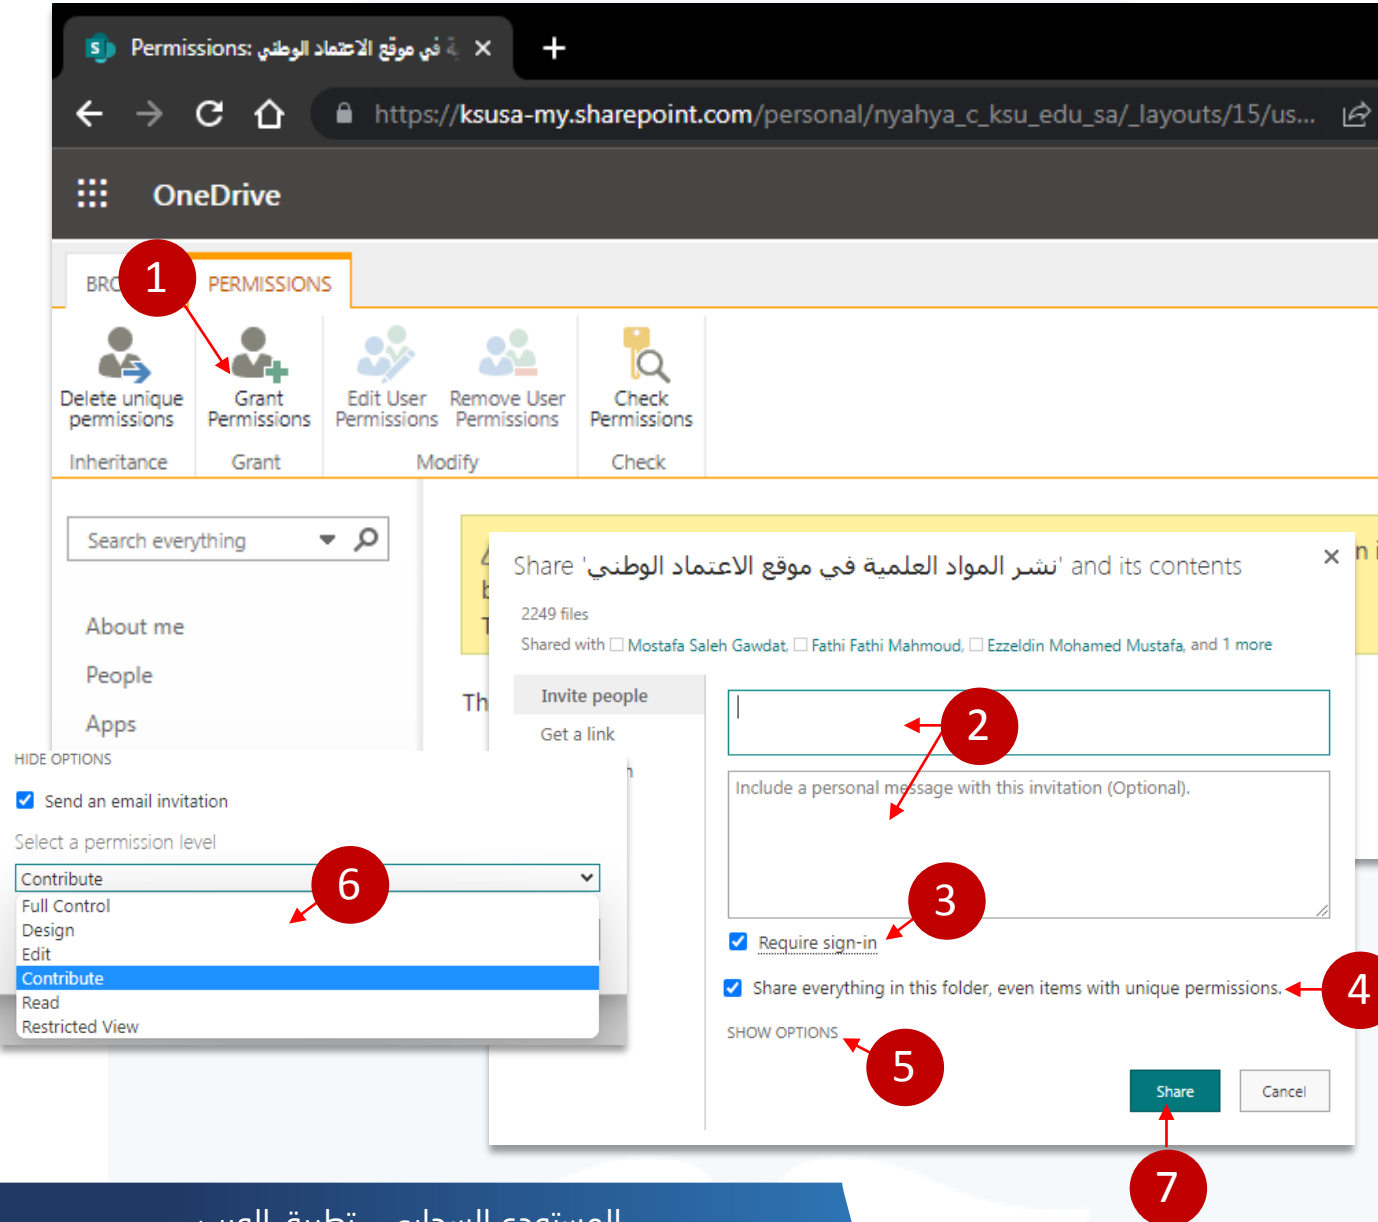 Permissions: ة في موقع الاعتماد الوطني
https://ksusa-my.sharepoint.com/personal/nyahya_c_ksu_edu_sa/_layouts/15/us...
OneDrive
1
PERMISSIONS
Delete unique permissions
Grant Permissions
Edit User Permissions
Remove User Permissions
Check Permissions
Inheritance
Grant
Modify
Check
Search everything
About me
People
Apps
Th
Share 'نشر المواد العلمية في موقع الاعتماد الوطني' and its contents
2249 files
Shared with Mostafa Saleh Gawdat, Fathi Fathi Mahmoud, Ezzeldin Mohamed Mustafa, and 1 more
Invite people
Get a link
2
Include a personal message with this invitation (Optional).
3
Require sign-in
Share everything in this folder, even items with unique permissions.
4
SHOW OPTIONS
5
Share
Cancel
7
HIDE OPTIONS
Send an email invitation
Select a permission level
Contribute
6
Full Control
Design
Edit
Contribute
Read
Restricted View